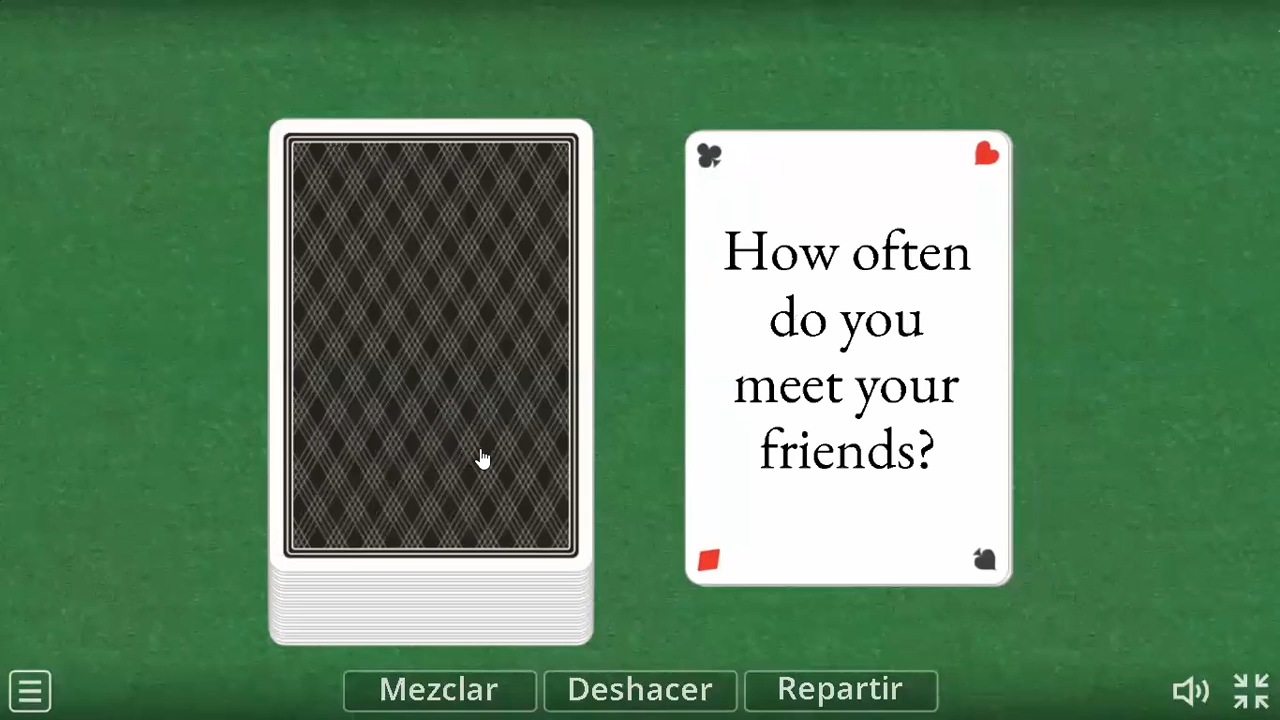 How often
do you
meet your
friends?
Mezclar
Deshacer
Repartir